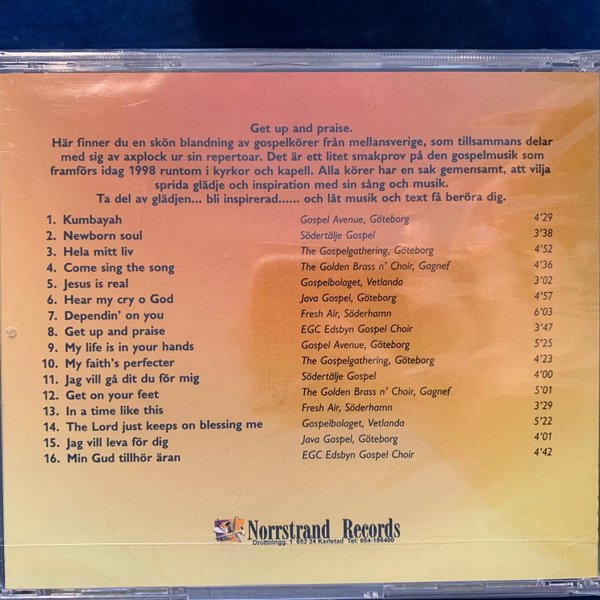 Get up and praise.
Här finner du en skön blandning av gospelkörer från mellansverige, som tillsammans delar
med sig av axplock ur sin repertoar. Det är ett litet smakprov på den gospelmusik som
framförs idag 1998 runtom i kyrkor och kapell. Alla körer har en sak gemensamt, att vilja
sprida glädje och inspiration med sin sång och musik.
Ta del av glädjen... bli inspirerad...... och låt musik och text få beröra dig.
1. Kumbayah Gospel Avenue, Göteborg 4'29
2. Newborn soul Södertälje Gospel 3'38
3. Hela mitt liv The Gospelgathering, Göteborg 4'52
4. Come sing the song The Golden Brass n' Choir, Gagnef 4'36
5. Jesus is real Gospelbolaget, Vetlanda 3'02
6. Hear my cry o God Java Gospel, Göteborg 4'57
7. Dependin' on you Fresh Air, Söderhamn 6'03
8. Get up and praise EGC Edsbyn Gospel Choir 3'47
9. My life is in your hands Gospel Avenue, Göteborg 5'25
10. My faith's perfecter The Gospelgathering, Göteborg 4'23
11. Jag vill gå dit du för mig Södertälje Gospel 4'00
12. Get on your feet The Golden Brass n' Choir, Gagnef 5'01
13. In a time like this Fresh Air, Söderhamn 3'29
14. The Lord just keeps on blessing me Gospelbolaget, Vetlanda 5'22
15. Jag vill leva för dig Java Gospel, Göteborg 4'01
16. Min Gud tillhör äran EGC Edsbyn Gospel Choir 4'42
Norrstrand Records
Drottningg. 1 652 24 Karlstad Tel: 054-186400